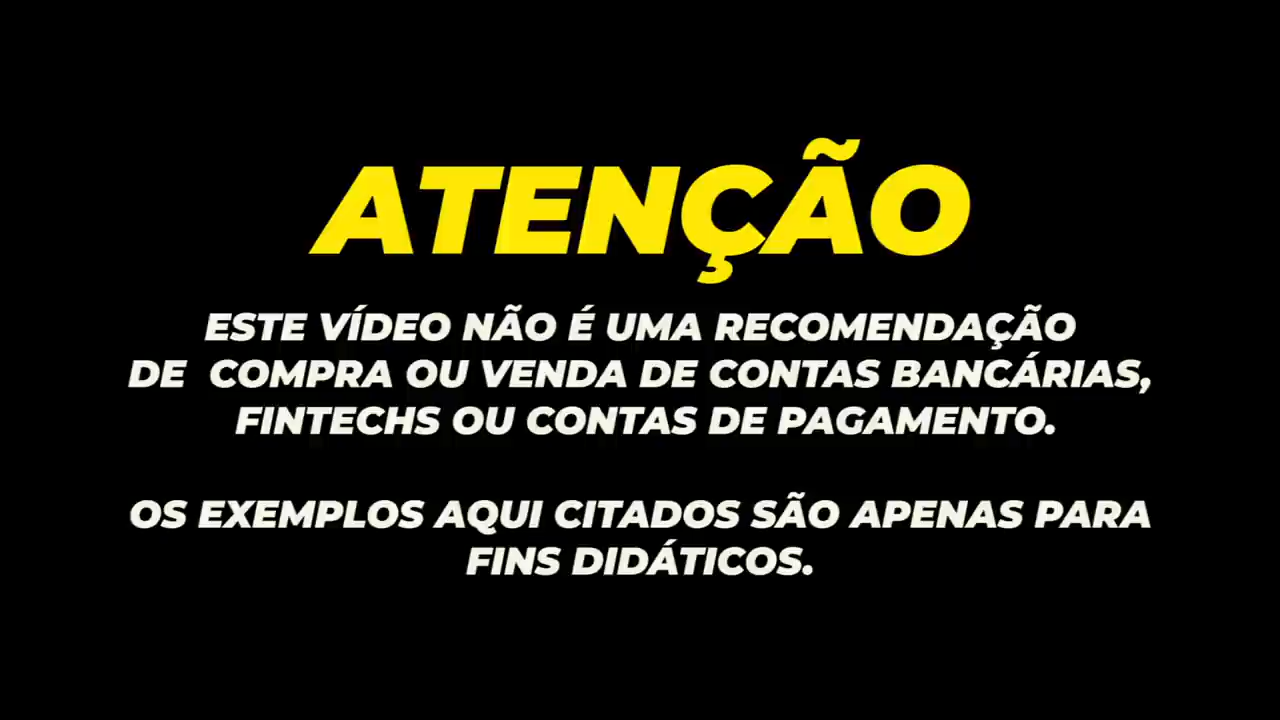 ATENÇÃO
ESTE VÍDEO NÃO É UMA RECOMENDAÇÃO
DE COMPRA OU VENDA DE CONTAS BANCÁRIAS,
FINTECHS OU CONTAS DE PAGAMENTO.
OS EXEMPLOS AQUI CITADOS SÃO APENAS PARA
FINS DIDÁTICOS.